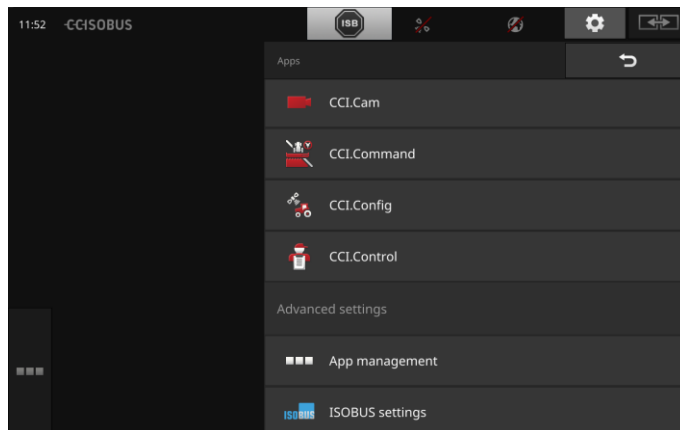 11:52 CCISOBUS ISB
Apps
CCI.Cam
CCI.Command
CCI.Config
CCI.Control
Advanced settings
App management
ISOBUS ISOBUS settings